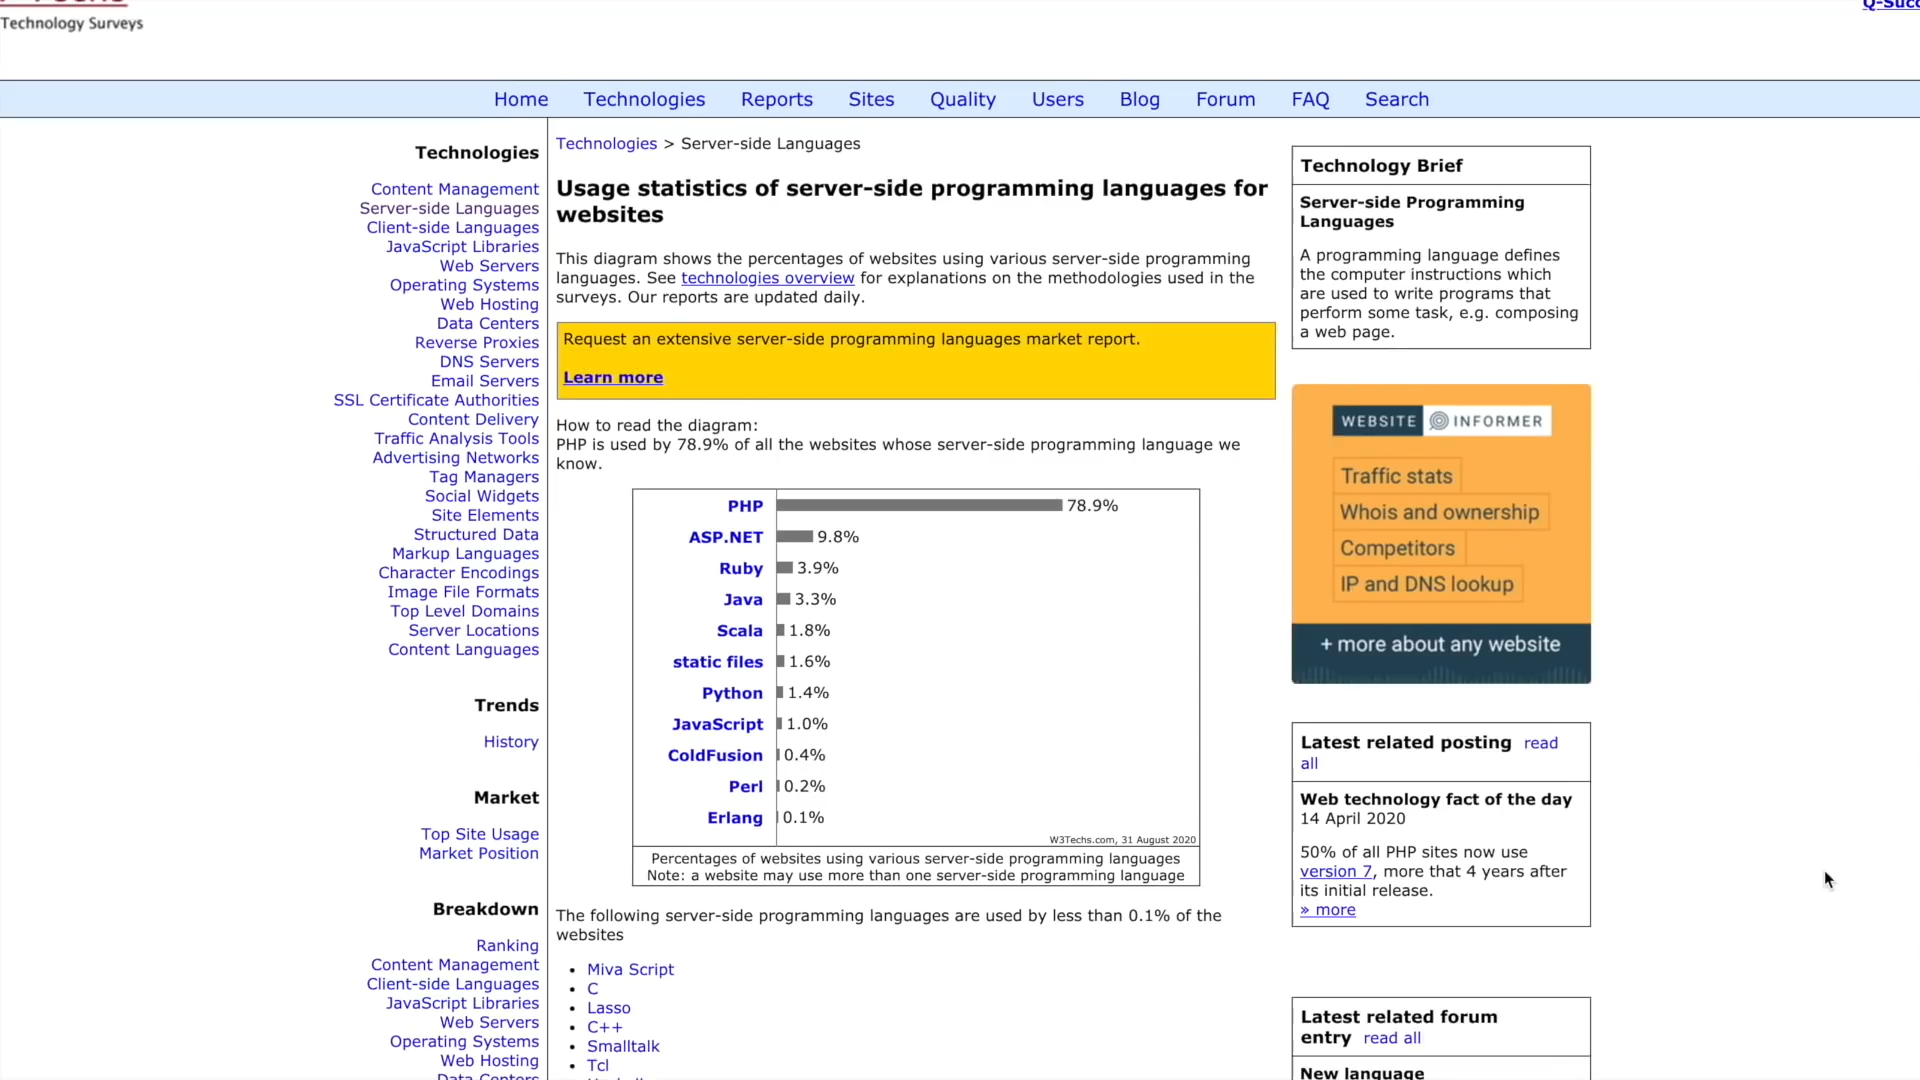 Technology Surveys
Home Technologies Reports Sites Quality Users Blog Forum FAQ Search
Technologies
Content Management
Server-side Languages
Client-side Languages
JavaScript Libraries
Web Servers
Operating Systems
Web Hosting
Data Centers
Reverse Proxies
DNS Servers
Email Servers
SSL Certificate Authorities
Content Delivery
Traffic Analysis Tools
Advertising Networks
Tag Managers
Social Widgets
Site Elements
Structured Data
Markup Languages
Character Encodings
Image File Formats
Top Level Domains
Server Locations
Content Languages
Trends
History
Market
Top Site Usage
Market Position
Breakdown
Ranking
Content Management
Client-side Languages
JavaScript Libraries
Web Servers
Operating Systems
Web Hosting
Data Centers
Technologies > Server-side Languages
Usage statistics of server-side programming languages for
websites
This diagram shows the percentages of websites using various server-side programming
languages. See technologies overview for explanations on the methodologies used in the
surveys. Our reports are updated daily.
Request an extensive server-side programming languages market report.
Learn more
How to read the diagram:
PHP is used by 78.9% of all the websites whose server-side programming language we
know.
PHP 78.9%
ASP.NET 9.8%
Ruby 3.9%
Java 3.3%
Scala 1.8%
static files 1.6%
Python 1.4%
JavaScript 1.0%
ColdFusion 0.4%
Perl 0.2%
Erlang 0.1%
W3Techs.com, 31 August 2020
Percentages of websites using various server-side programming languages
Note: a website may use more than one server-side programming language
The following server-side programming languages are used by less than 0.1% of the
websites
• Miva Script
• C
• Lasso
• C++
• Smalltalk
• Tcl
Technology Brief
Server-side Programming
Languages
A programming language defines
the computer instructions which
are used to write programs that
perform some task, e.g. composing
a web page.
WEBSITE INFORMER
Traffic stats
Whois and ownership
Competitors
IP and DNS lookup
+ more about any website
Latest related posting read
all
Web technology fact of the day
14 April 2020
50% of all PHP sites now use
version 7, more that 4 years after
its initial release.
» more
Latest related forum
entry read all
New language